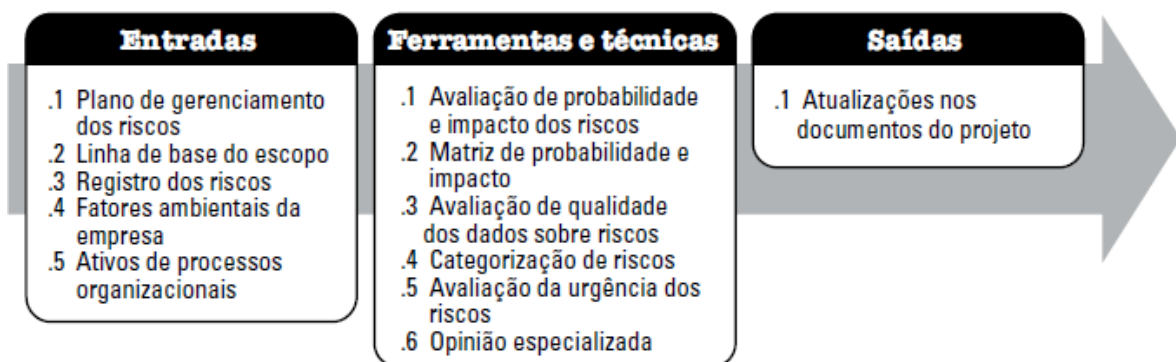 Entradas
.1 Plano de gerenciamento
dos riscos
.2 Linha de base do escopo
.3 Registro dos riscos
.4 Fatores ambientais da
empresa
.5 Ativos de processos
organizacionais
Ferramentas e técnicas
.1 Avaliação de probabilidade
e impacto dos riscos
.2 Matriz de probabilidade e
impacto
.3 Avaliação de qualidade
dos dados sobre riscos
.4 Categorização de riscos
.5 Avaliação da urgência dos
riscos
.6 Opinião especializada
Saídas
.1 Atualizações nos
documentos do projeto